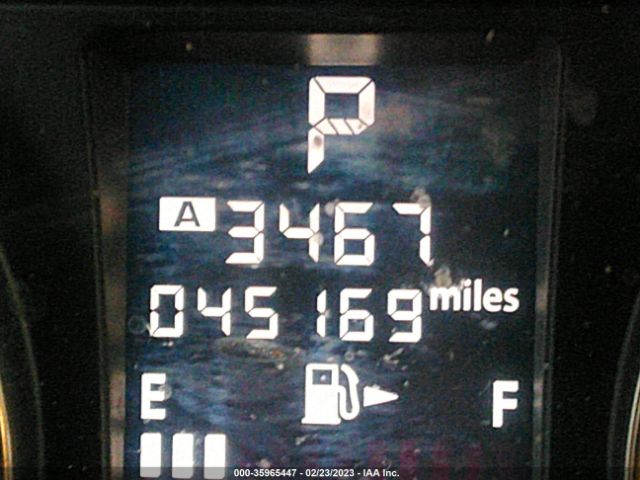 P
A 3467
045169 miles
E F
000-35965447 - 02/23/2023 - IAA Inc.